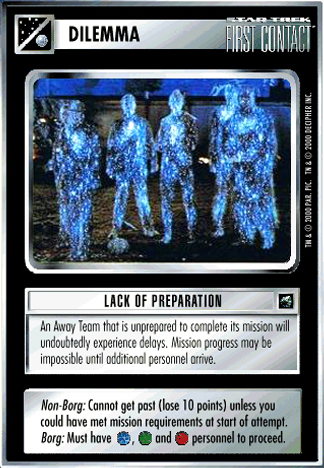 DILEMMA
STAR TREK
FIRST CONTACT
TM & © 2000 PAR. PIC. TM & © 2000 DECIPHER INC.
LACK OF PREPARATION
An Away Team that is unprepared to complete its mission will
undoubtedly experience delays. Mission progress may be
impossible until additional personnel arrive.
Non-Borg: Cannot get past (lose 10 points) unless you
could have met mission requirements at start of attempt.
Borg: Must have , and personnel to proceed.